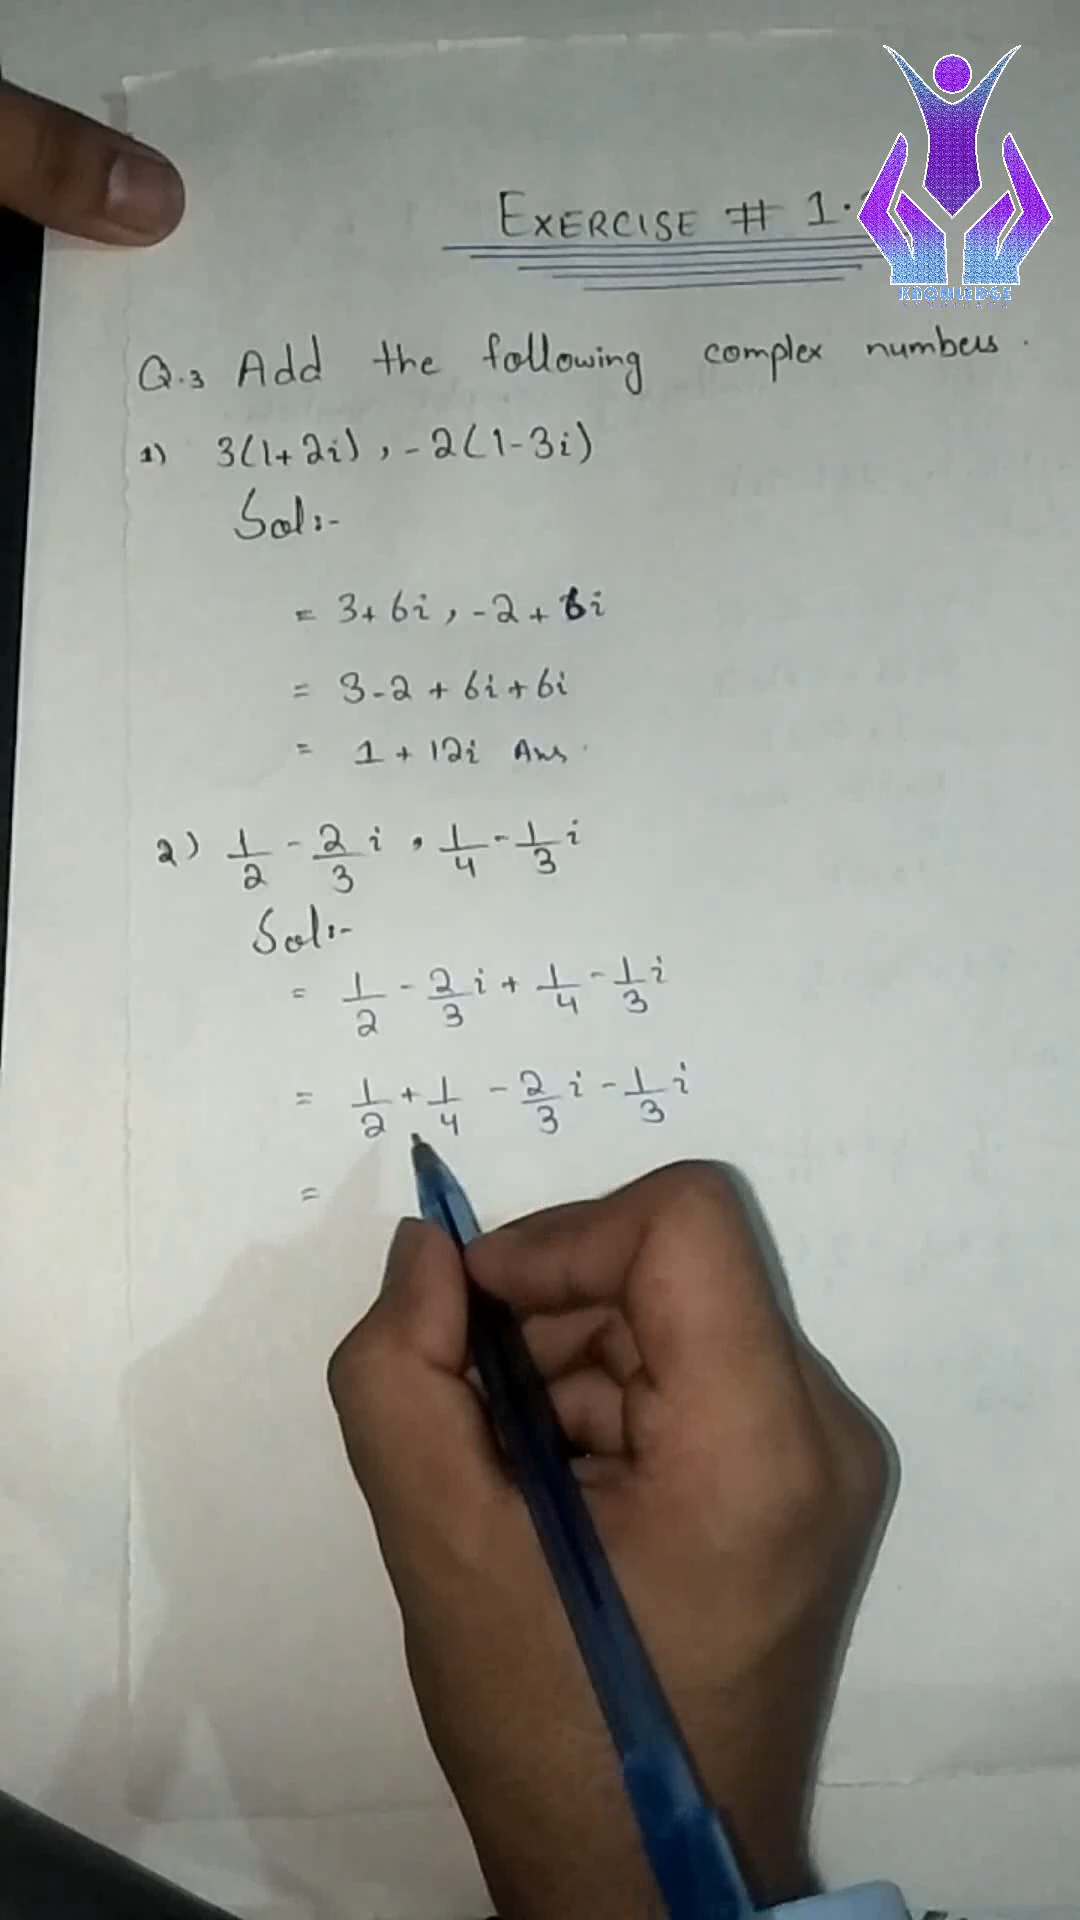 EXERCISE # 1.
KNOWLEDGE
Q.3 Add the following complex numbers.
1) 3(1+2i), -2(1-3i)
Sol:-
= 3+6i, -2+6i
= 3-2+6i+6i
= 1+12i Ans.
2) 1/2 - 2/3 i, 1/4 - 1/3 i
Sol:-
= 1/2 - 2/3 i + 1/4 - 1/3 i
= 1/2 + 1/4 - 2/3 i - 1/3 i
=